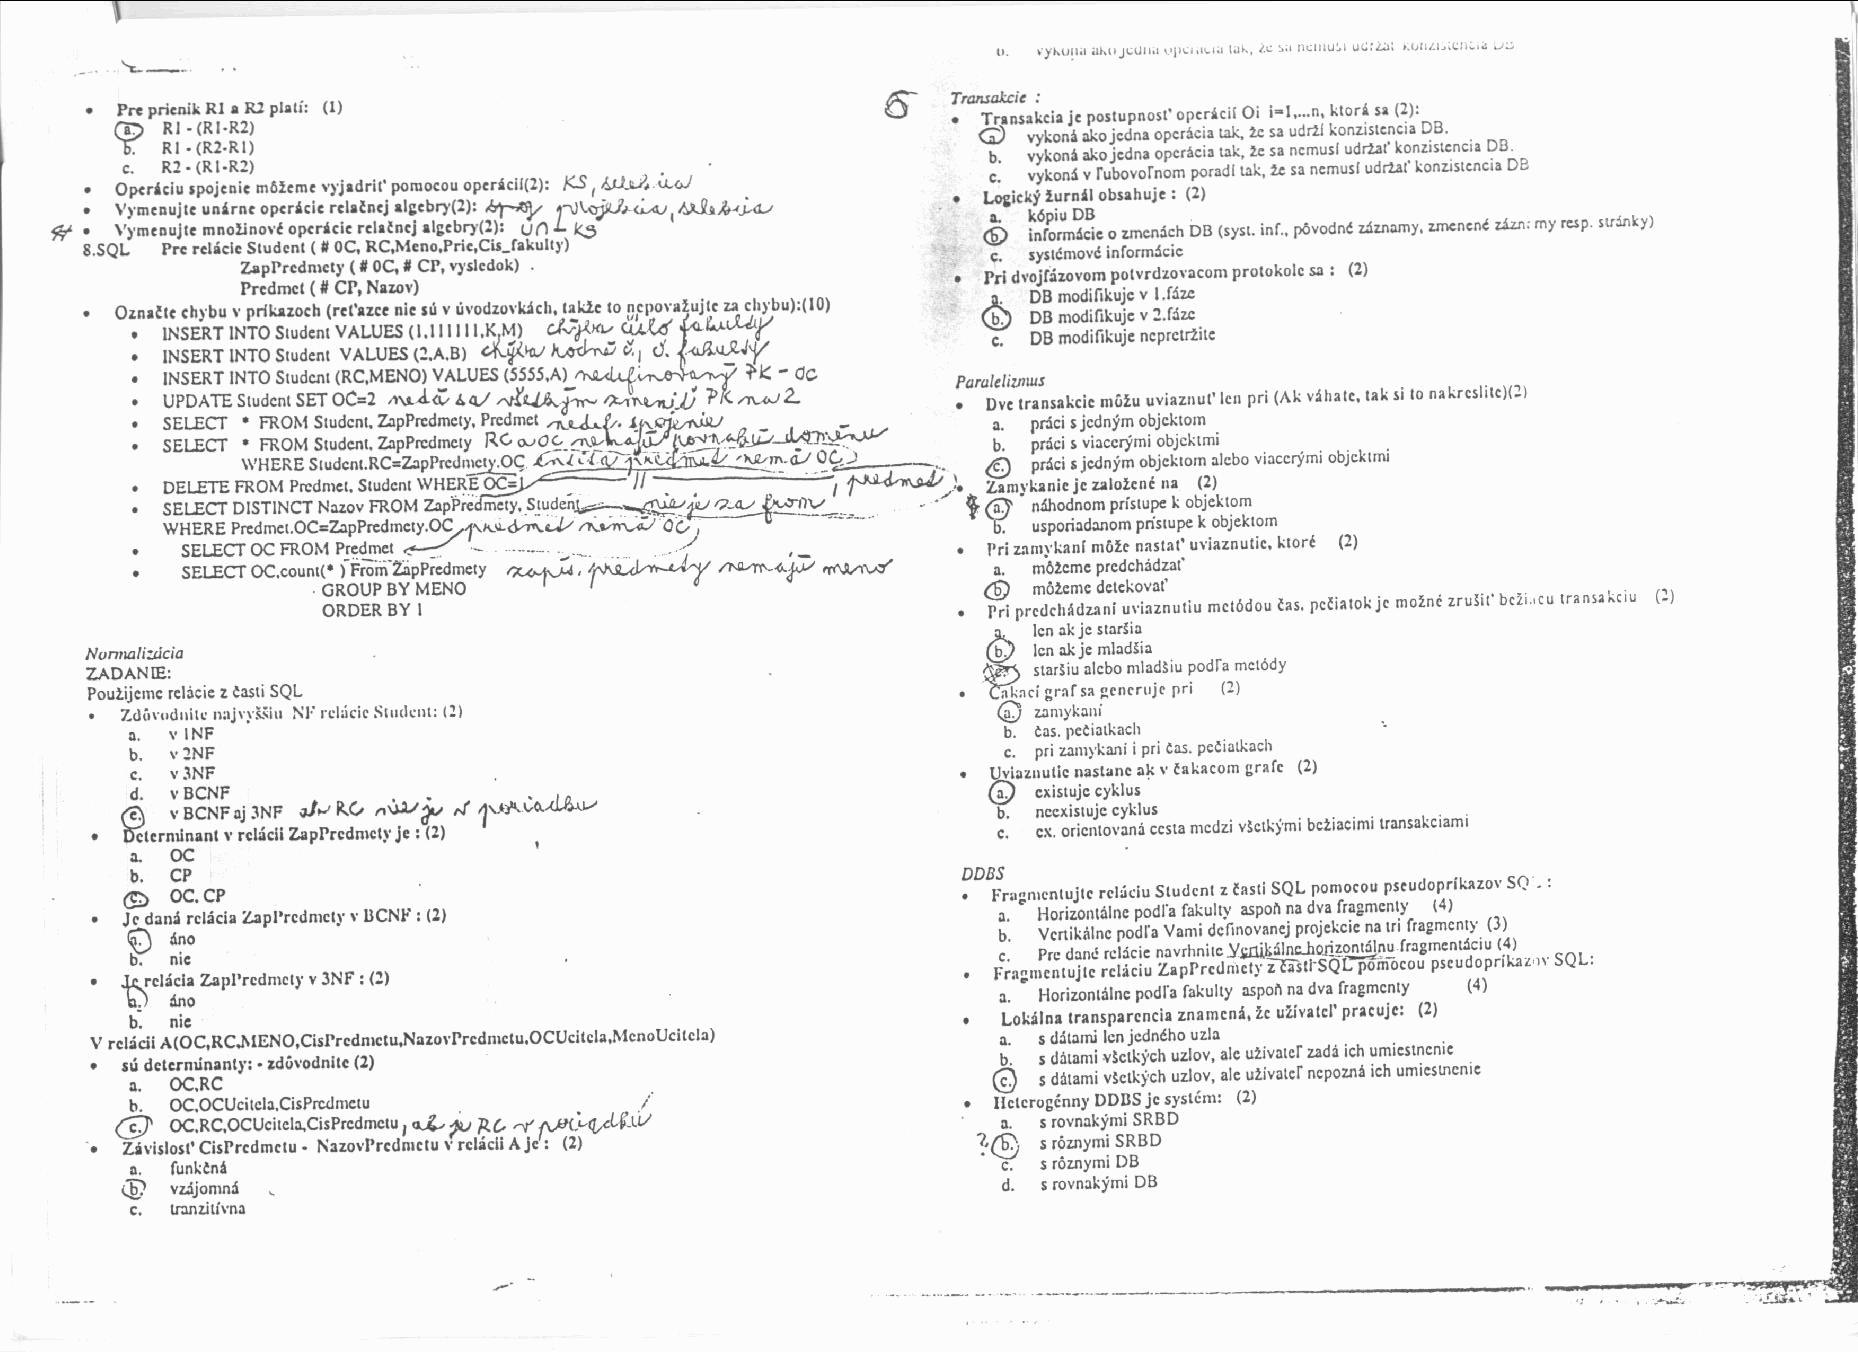 • Pre prienik R1 a R2 platí: (1)
a. R1 - (R1-R2)
b. R1 - (R2-R1)
c. R2 - (R1-R2)
• Operáciu spojenie môžeme vyjadriť pomocou operácií(2): KS, selekcia
• Vymenujte unárne operácie relačnej algebry(2): projekcia, selekcia
• Vymenujte množinové operácie relačnej algebry(2): ∪ ∩ - KS
8.SQL Pre relácie Student ( # OC, RC,Meno,Prie,Cis_fakulty)
ZapPredmety ( # OC, # CP, vysledok)
Predmet ( # CP, Nazov)
• Označte chybu v príkazoch (reťazce nie sú v úvodzovkách, takže to nepovažujte za chybu):(10)
• INSERT INTO Student VALUES (1,111111,K,M) chýba číslo fakulty
• INSERT INTO Student VALUES (2,A,B) chýba rodné č., č. fakulty
• INSERT INTO Student (RC,MENO) VALUES (5555,A) nedefinovaný PK - OC
• UPDATE Student SET OC=2 nedá sa všetkým zmeniť PK na 2
• SELECT * FROM Student, ZapPredmety, Predmet nedef. spojenie
• SELECT * FROM Student, ZapPredmety RC a OC nemajú rovnakú doménu
WHERE Student.RC=ZapPredmety.OC entita predmet nemá OC
• DELETE FROM Predmet, Student WHERE OC=1 // , predmet
• SELECT DISTINCT Nazov FROM ZapPredmety, Student nie je za from
WHERE Predmet.OC=ZapPredmety.OC predmet nemá OC,
• SELECT OC FROM Predmet
• SELECT OC,count(* ) From ZapPredmety zapis. predmety nemajú meno
GROUP BY MENO
ORDER BY 1
Normalizácia
ZADANIE:
Použijeme relácie z časti SQL
• Zdôvodnite najvyššiu NF relácie Student: (2)
a. v 1NF
b. v 2NF
c. v 3NF
d. v BCNF
e. v BCNF aj 3NF ak RC nie je v poriadku
• Determinant v relácii ZapPredmety je : (2)
a. OC
b. CP
c. OC, CP
• Je daná relácia ZapPredmety v BCNF : (2)
a. áno
b. nie
• Je relácia ZapPredmety v 3NF : (2)
a. áno
b. nie
V relácii A(OC,RC,MENO,CisPredmetu,NazovPredmetu,OCUcitela,MenoUcitela)
• sú determinanty: - zdôvodnite (2)
a. OC,RC
b. OC,OCUcitela,CisPredmetu
c. OC,RC,OCUcitela,CisPredmetu, ak je RC v poriadku
• Závislosť CisPredmetu - NazovPredmetu v relácii A je : (2)
a. funkčná
b. vzájomná
c. tranzitívna
b. vykoná ako jedna operácia tak, že sa nemusí udržať konzistencia DB
Transakcie :
• Transakcia je postupnosť operácií Oi i=1,...n, ktorá sa (2):
a. vykoná ako jedna operácia tak, že sa udrží konzistencia DB.
b. vykoná ako jedna operácia tak, že sa nemusí udržať konzistencia DB.
c. vykoná v ľubovoľnom poradí tak, že sa nemusí udržať konzistencia DB
• Logický žurnál obsahuje : (2)
a. kópiu DB
b. informácie o zmenách DB (syst. inf., pôvodné záznamy, zmenené záznamy resp. stránky)
c. systémové informácie
• Pri dvojfázovom potvrdzovacom protokole sa : (2)
a. DB modifikuje v 1.fáze
b. DB modifikuje v 2.fáze
c. DB modifikuje nepretržite
Paralelizmus
• Dve transakcie môžu uviaznuť len pri (Ak váhate, tak si to nakreslite)(2)
a. práci s jedným objektom
b. práci s viacerými objektmi
c. práci s jedným objektom alebo viacerými objektmi
• Zamykanie je založené na (2)
a. náhodnom prístupe k objektom
b. usporiadanom prístupe k objektom
• Pri zamykaní môže nastať uviaznutie, ktoré (2)
a. môžeme predchádzať
b. môžeme detekovať
• Pri predchádzaní uviaznutiu metódou čas. pečiatok je možné zrušiť bežiacu transakciu (2)
a. len ak je staršia
b. len ak je mladšia
staršiu alebo mladšiu podľa metódy
• Čakací graf sa generuje pri (2)
a. zamykaní
b. čas. pečiatkach
c. pri zamykaní i pri čas. pečiatkach
• Uviaznutie nastane ak v čakacom grafe (2)
a. existuje cyklus
b. neexistuje cyklus
c. ex. orientovaná cesta medzi všetkými bežiacimi transakciami
DDBS
• Fragmentujte reláciu Student z časti SQL pomocou pseudopríkazov SQL :
a. Horizontálne podľa fakulty aspoň na dva fragmenty (4)
b. Vertikálne podľa Vami definovanej projekcie na tri fragmenty (3)
c. Pre dané relácie navrhnite Vertikálne horizontálnu fragmentáciu (4)
• Fragmentujte reláciu ZapPredmety z časti SQL pomocou pseudopríkazov SQL:
a. Horizontálne podľa fakulty aspoň na dva fragmenty (4)
• Lokálna transparencia znamená, že užívateľ pracuje: (2)
a. s dátami len jedného uzla
b. s dátami všetkých uzlov, ale užívateľ zadá ich umiestnenie
c. s dátami všetkých uzlov, ale užívateľ nepozná ich umiestnenie
• Heterogénny DDBS je systém: (2)
a. s rovnakými SRBD
? b. s rôznymi SRBD
c. s rôznymi DB
d. s rovnakými DB